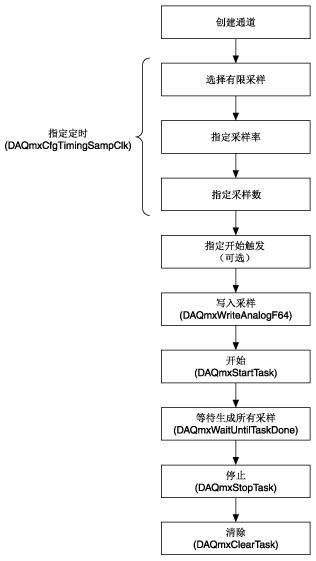 创建通道
选择有限采样
指定定时
(DAQmxCfgTimingSampClk)
指定采样率
指定采样数
指定开始触发
（可选）
写入采样
(DAQmxWriteAnalogF64)
开始
(DAQmxStartTask)
等待生成所有采样
(DAQmxWaitUntilTaskDone)
停止
(DAQmxStopTask)
清除
(DAQmxClearTask)